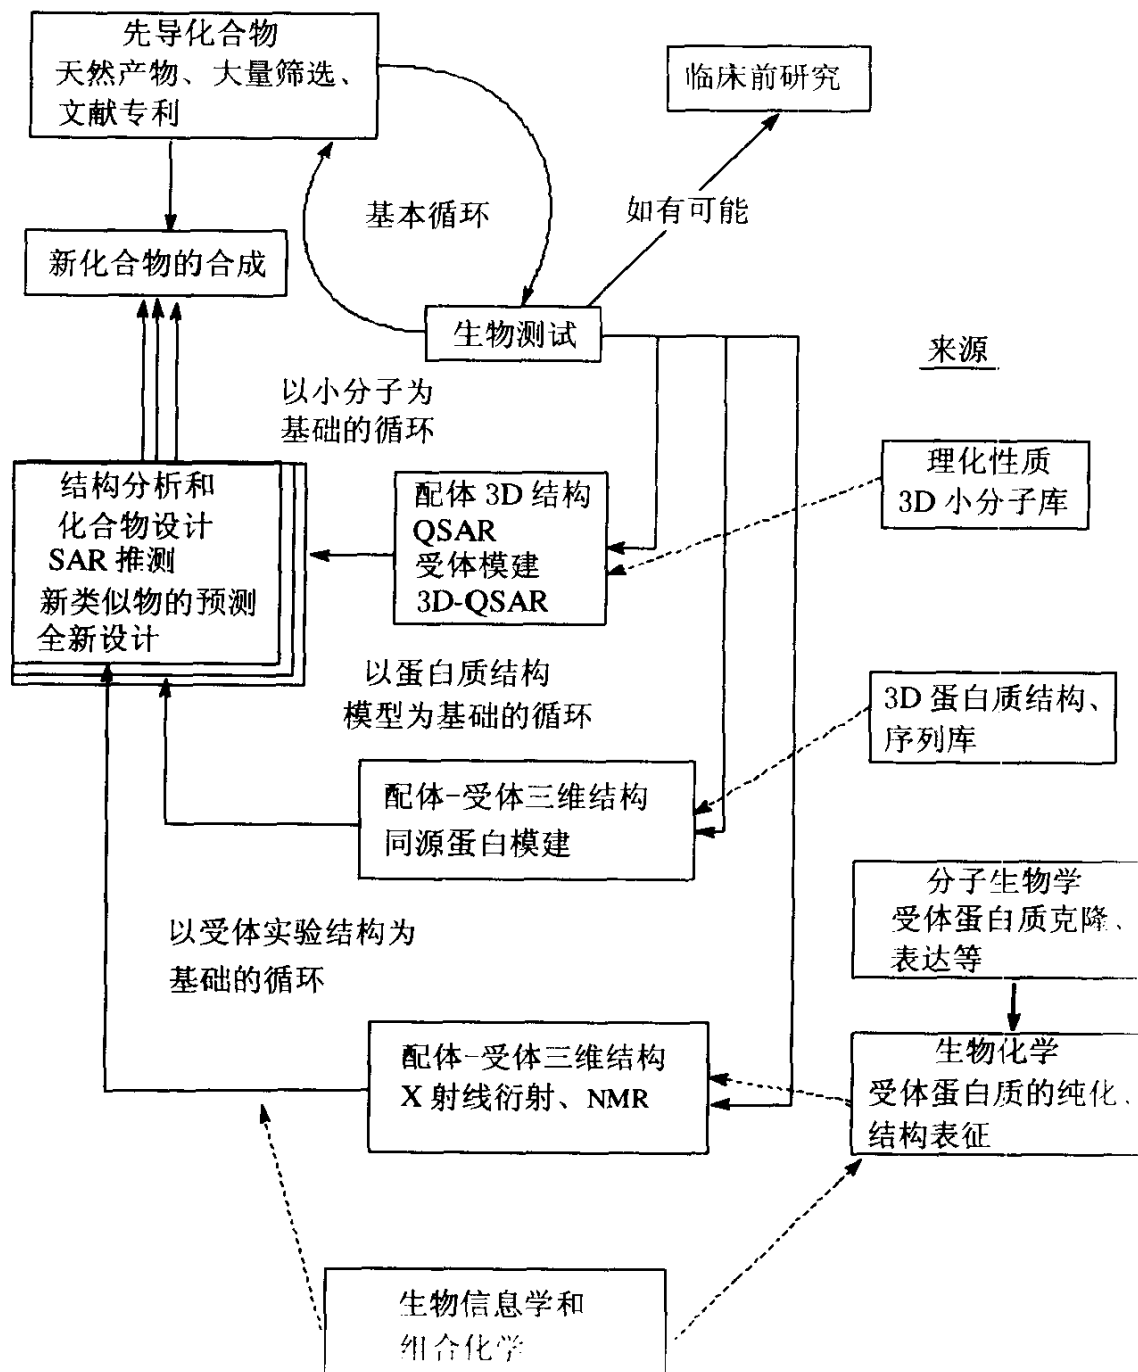 先导化合物
天然产物、大量筛选、
文献专利
临床前研究
基本循环
如有可能
新化合物的合成
生物测试
来源
以小分子为
基础的循环
结构分析和
化合物设计
SAR 推测
新类似物的预测
全新设计
配体 3D 结构
QSAR
受体模建
3D-QSAR
理化性质
3D 小分子库
以蛋白质结构
模型为基础的循环
3D 蛋白质结构、
序列库
配体-受体三维结构
同源蛋白模建
分子生物学
受体蛋白质克隆、
表达等
以受体实验结构为
基础的循环
配体-受体三维结构
X 射线衍射、NMR
生物化学
受体蛋白质的纯化、
结构表征
生物信息学和
组合化学